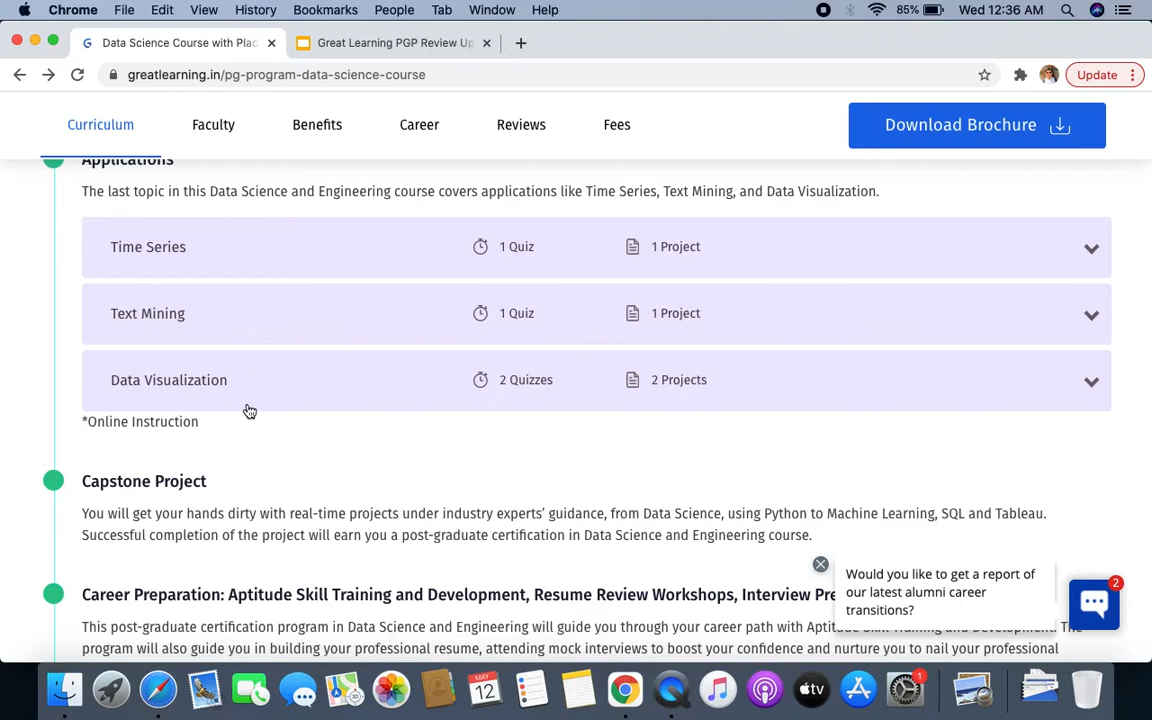 Chrome File Edit View History Bookmarks People Tab Window Help 85% Wed 12:36 AM
Data Science Course with Plac Great Learning PGP Review Up
greatlearning.in/pg-program-data-science-course Update
Curriculum Faculty Benefits Career Reviews Fees Download Brochure
Applications
The last topic in this Data Science and Engineering course covers applications like Time Series, Text Mining, and Data Visualization.
Time Series 1 Quiz 1 Project
Text Mining 1 Quiz 1 Project
Data Visualization 2 Quizzes 2 Projects
*Online Instruction
Capstone Project
You will get your hands dirty with real-time projects under industry experts’ guidance, from Data Science, using Python to Machine Learning, SQL and Tableau.
Successful completion of the project will earn you a post-graduate certification in Data Science and Engineering course.
Would you like to get a report of
our latest alumni career
transitions?
2
Career Preparation: Aptitude Skill Training and Development, Resume Review Workshops, Interview Pre
This post-graduate certification program in Data Science and Engineering will guide you through your career path with Aptitude Skill Training and Development. The
program will also guide you in building your professional resume, attending mock interviews to boost your confidence and nurture you to nail your professional
MAY
12
tv
1